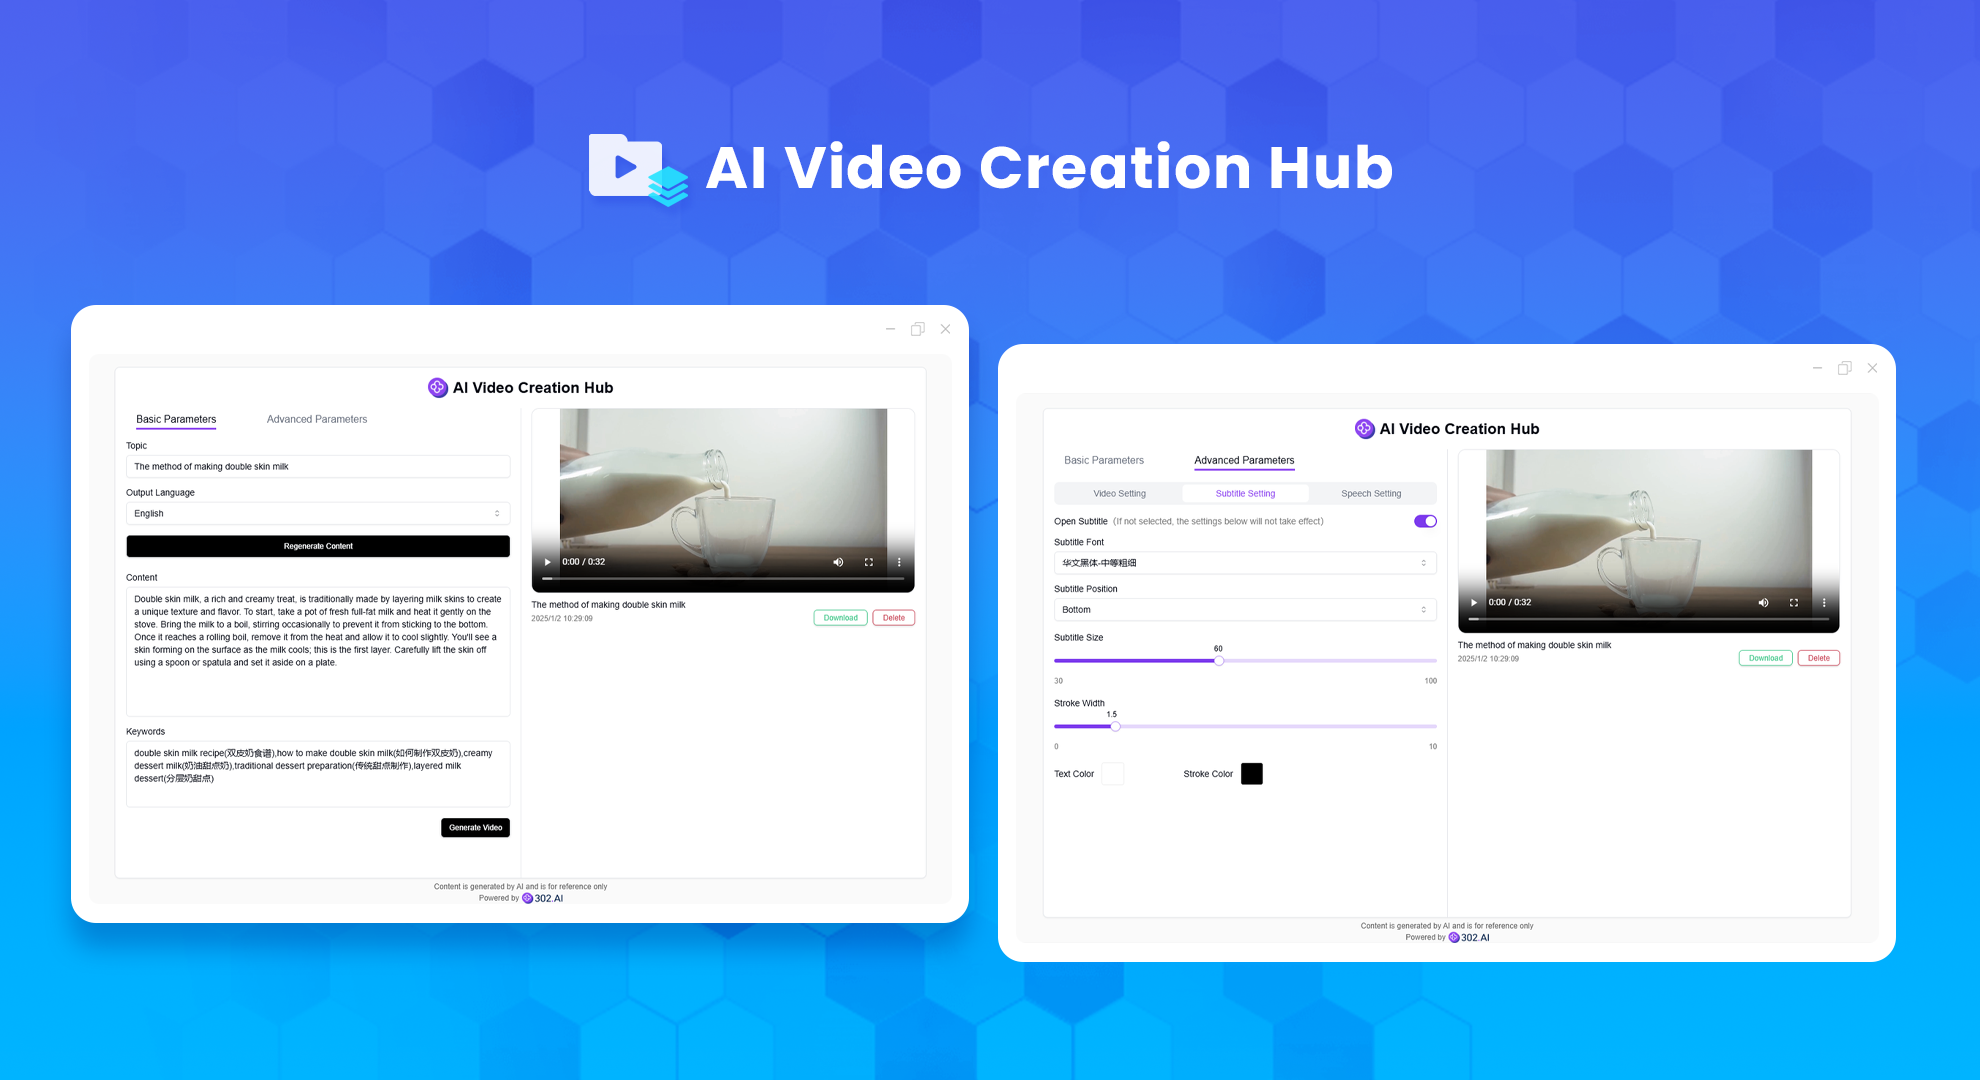 AI Video Creation Hub
AI Video Creation Hub
Basic Parameters
Advanced Parameters
Topic
The method of making double skin milk
Output Language
English
Regenerate Content
Content
Double skin milk, a rich and creamy treat, is traditionally made by layering milk skins to create
a unique texture and flavor. To start, take a pot of fresh full-fat milk and heat it gently on the
stove. Bring the milk to a boil, stirring occasionally to prevent it from sticking to the bottom.
Once it reaches a rolling boil, remove it from the heat and allow it to cool slightly. You'll see a
skin forming on the surface as the milk cools; this is the first layer. Carefully lift the skin off
using a spoon or spatula and set it aside on a plate.
Keywords
double skin milk recipe(双皮奶食谱),how to make double skin milk(如何制作双皮奶),creamy
dessert milk(奶油甜点奶),traditional dessert preparation(传统甜点制作),layered milk
dessert(分层奶甜点)
Generate Video
0:00 / 0:32
The method of making double skin milk
2025/1/2 10:29:09
Download
Delete
Content is generated by AI and is for reference only
Powered by 302.AI
AI Video Creation Hub
Basic Parameters
Advanced Parameters
Video Setting
Subtitle Setting
Speech Setting
Open Subtitle (If not selected, the settings below will not take effect)
Subtitle Font
华文黑体-中等粗细
Subtitle Position
Bottom
Subtitle Size
60
30
100
Stroke Width
1.5
0
10
Text Color
Stroke Color
0:00 / 0:32
The method of making double skin milk
2025/1/2 10:29:09
Download
Delete
Content is generated by AI and is for reference only
Powered by 302.AI